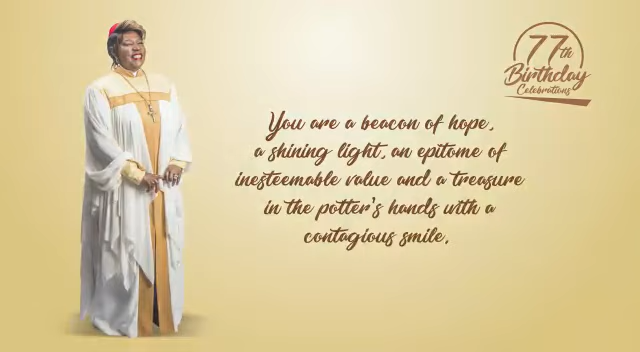 77th
Birthday
Celebrations
You are a beacon of hope,
a shining light, an epitome of
inesteemable value and a treasure
in the potter's hands with a
contagious smile.